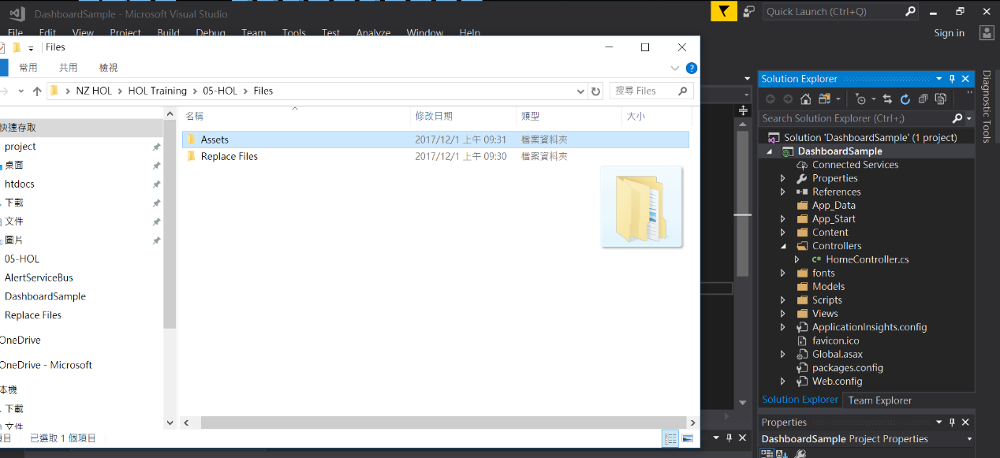 DashboardSample - Microsoft Visual Studio
Quick Launch (Ctrl+Q)
File Edit View Project Build Debug Team Tools Test Analyze Window Help
Sign in
Files
常用 共用 檢視
NZ HOL > HOL Training > 05-HOL > Files
搜尋 Files
名稱 修改日期 類型 大小
快速存取
project
桌面
htdocs
下載
文件
圖片
05-HOL
AlertServiceBus
DashboardSample
Replace Files
OneDrive
OneDrive - Microsoft
本機
下載
文件
Assets 2017/12/1 上午 09:31 檔案資料夾
Replace Files 2017/12/1 上午 09:30 檔案資料夾
項目 已選取 1 個項目
Solution Explorer
Search Solution Explorer (Ctrl+;)
Solution 'DashboardSample' (1 project)
DashboardSample
Connected Services
Properties
References
App_Data
App_Start
Content
Controllers
C# HomeController.cs
fonts
Models
Scripts
Views
ApplicationInsights.config
favicon.ico
Global.asax
packages.config
Web.config
Solution Explorer Team Explorer
Properties
DashboardSample Project Properties
Diagnostic Tools